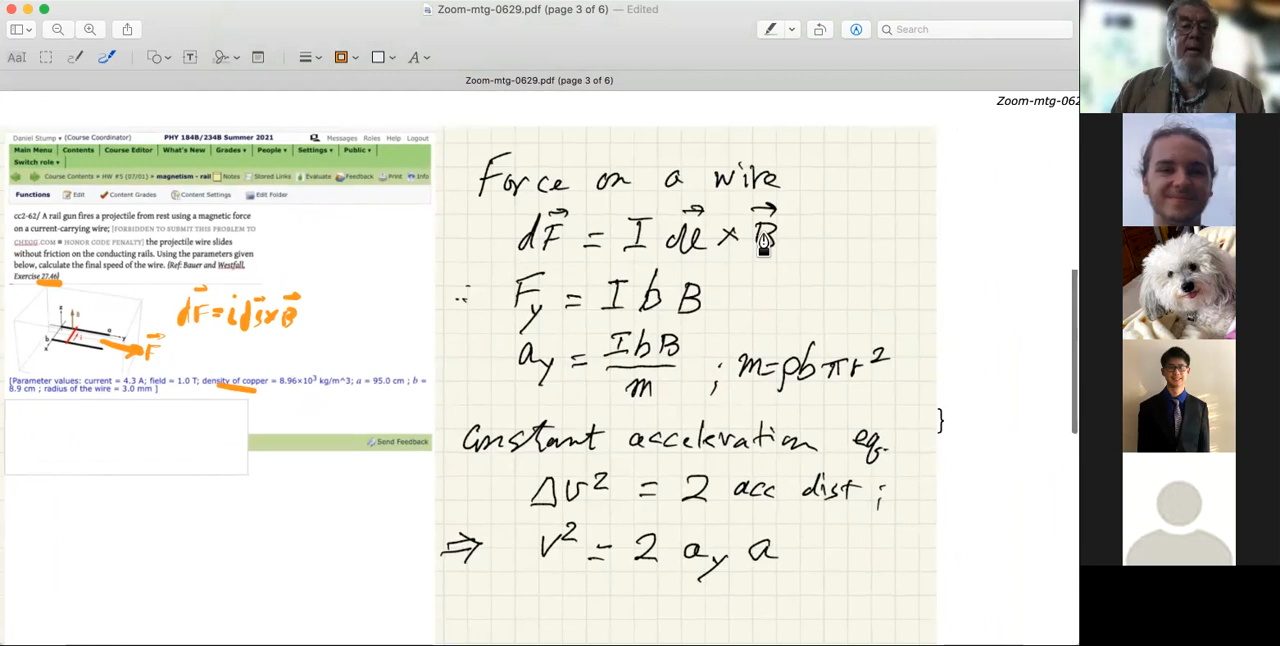 Zoom-mtg-0629.pdf (page 3 of 6) — Edited
Search
Zoom-mtg-0629.pdf (page 3 of 6)
Zoom-mtg-062
Daniel Stump (Course Coordinator) PHY 184B/234B Summer 2021 Messages Roles Help Logout
Main Menu Contents Course Editor What's New Grades People Settings Public
Switch role
Course Contents » HW #5 (07/01) » magnetism - rail Notes Stored Links Evaluate Feedback Print Info
Functions Edit Content Grades Content Settings Edit Folder
cc2-62/ A rail gun fires a projectile from rest using a magnetic force
on a current-carrying wire; [FORBIDDEN TO SUBMIT THIS PROBLEM TO
CHEGG.COM = HONOR CODE PENALTY] the projectile wire slides
without friction on the conducting rails. Using the parameters given
below, calculate the final speed of the wire. (Ref: Bauer and Westfall,
Exercise 27.46)
dF⃗ = i ds⃗ × B⃗
F⃗
[Parameter values: current = 4.3 A; field = 1.0 T; density of copper = 8.96×10³ kg/m^3; a = 95.0 cm ; b =
8.9 cm ; radius of the wire = 3.0 mm ]
Send Feedback
Force on a wire
dF⃗ = I dℓ⃗ × B⃗
∴ Fy = I b B
ay = IbB/m ; m = ρbπr²
Constant acceleration eq.
Δv² = 2 acc dist ;
⇒ v² = 2 ay a
}